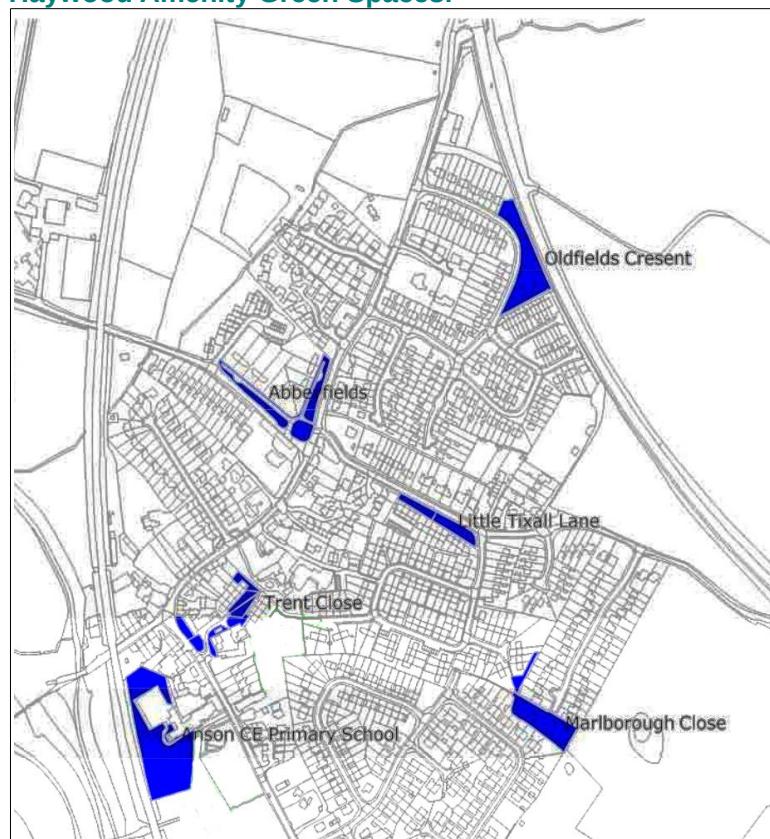 Haywood Amenity Green Spaces:
Oldfields Cresent
Abbeyfields
Little Tixall Lane
Trent Close
Marlborough Close
Anson CE Primary School